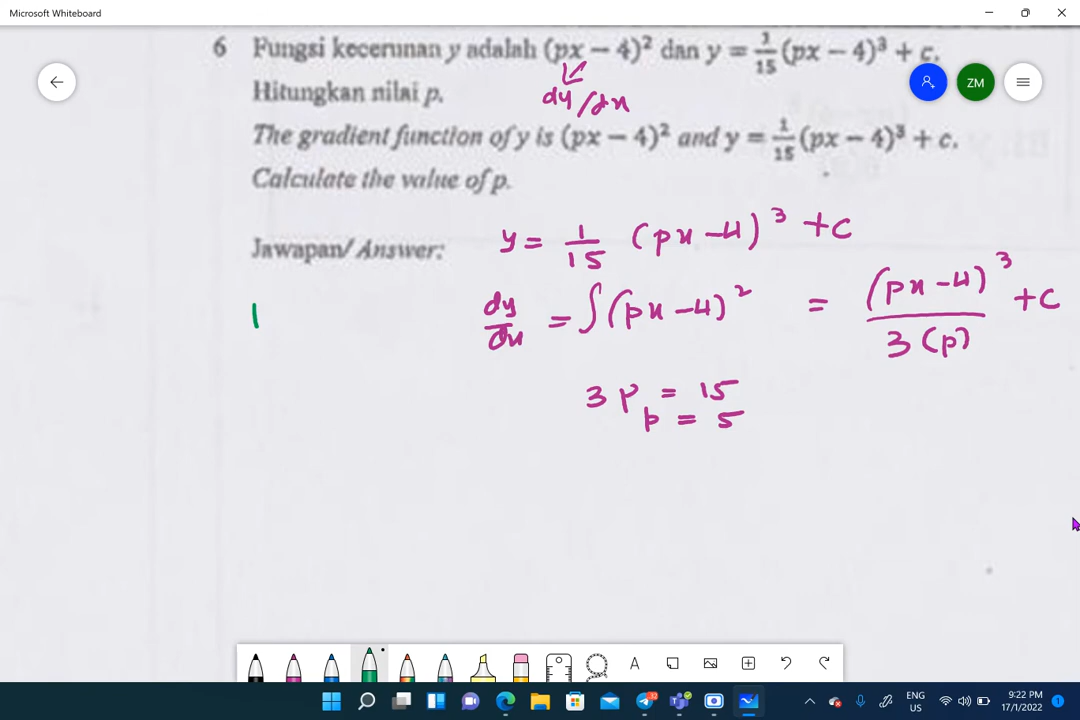 Microsoft Whiteboard
6 Fungsi kecerunan y adalah (px − 4)² dan y = 1/15 (px − 4)³ + c.
dy/dx
Hitungkan nilai p.
ZM
The gradient function of y is (px − 4)² and y = 1/15 (px − 4)³ + c.
Calculate the value of p.
Jawapan/ Answer:
y = 1/15 (px − 4)³ + c
dy/dx = ∫(px − 4)² = (px − 4)³ / 3(p) + c
3p = 15
p = 5
A
32
ENG
US
9:22 PM
17/1/2022
1